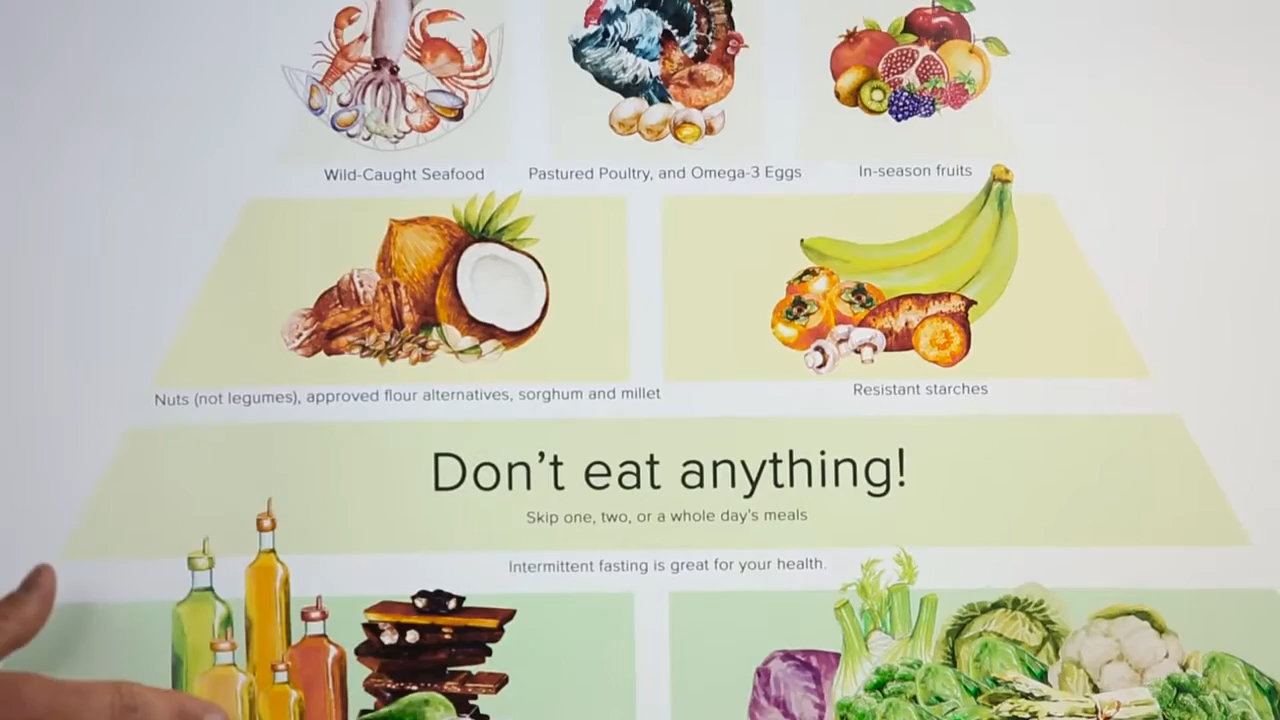 Wild-Caught Seafood
Pastured Poultry, and Omega-3 Eggs
In-season fruits
Nuts (not legumes), approved flour alternatives, sorghum and millet
Resistant starches
Don't eat anything!
Skip one, two, or a whole day's meals
Intermittent fasting is great for your health.